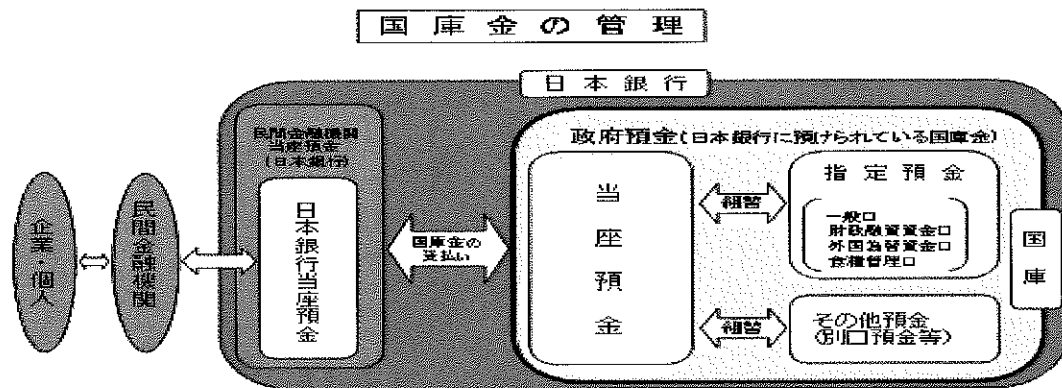 国庫金の管理
日本銀行
民間金融機関
当座預金
(日本銀行)
日本銀行当座預金
企業・個人
民間金融機関
国庫金の
受払い
政府預金(日本銀行に預けられている国庫金)
当座預金
組替
指定預金
一般口
財政融資資金口
外国為替資金口
食糧管理口
国庫
組替
その他預金
(別口預金等)